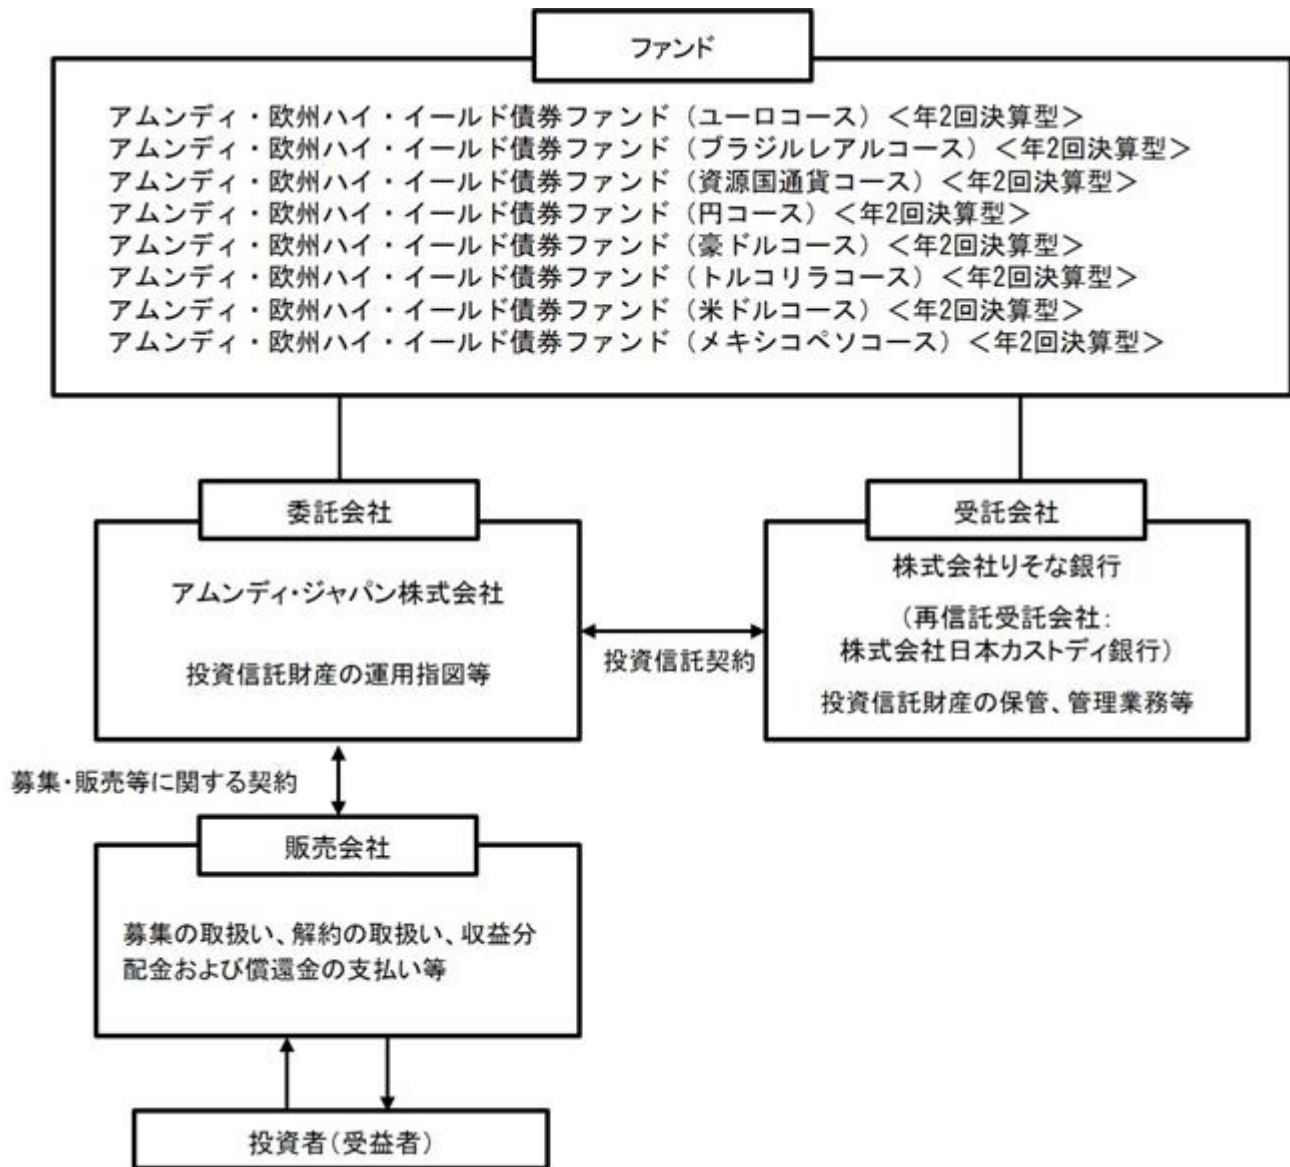 ファンド
アムンディ・欧州ハイ・イールド債券ファンド（ユーロコース）＜年2回決算型＞
アムンディ・欧州ハイ・イールド債券ファンド（ブラジルレアルコース）＜年2回決算型＞
アムンディ・欧州ハイ・イールド債券ファンド（資源国通貨コース）＜年2回決算型＞
アムンディ・欧州ハイ・イールド債券ファンド（円コース）＜年2回決算型＞
アムンディ・欧州ハイ・イールド債券ファンド（豪ドルコース）＜年2回決算型＞
アムンディ・欧州ハイ・イールド債券ファンド（トルコリラコース）＜年2回決算型＞
アムンディ・欧州ハイ・イールド債券ファンド（米ドルコース）＜年2回決算型＞
アムンディ・欧州ハイ・イールド債券ファンド（メキシコペソコース）＜年2回決算型＞
委託会社
アムンディ・ジャパン株式会社
投資信託財産の運用指図等
投資信託契約
受託会社
株式会社りそな銀行
（再信託受託会社：
株式会社日本カストディ銀行）
投資信託財産の保管、管理業務等
募集・販売等に関する契約
販売会社
募集の取扱い、解約の取扱い、収益分
配金および償還金の支払い等
投資者（受益者）